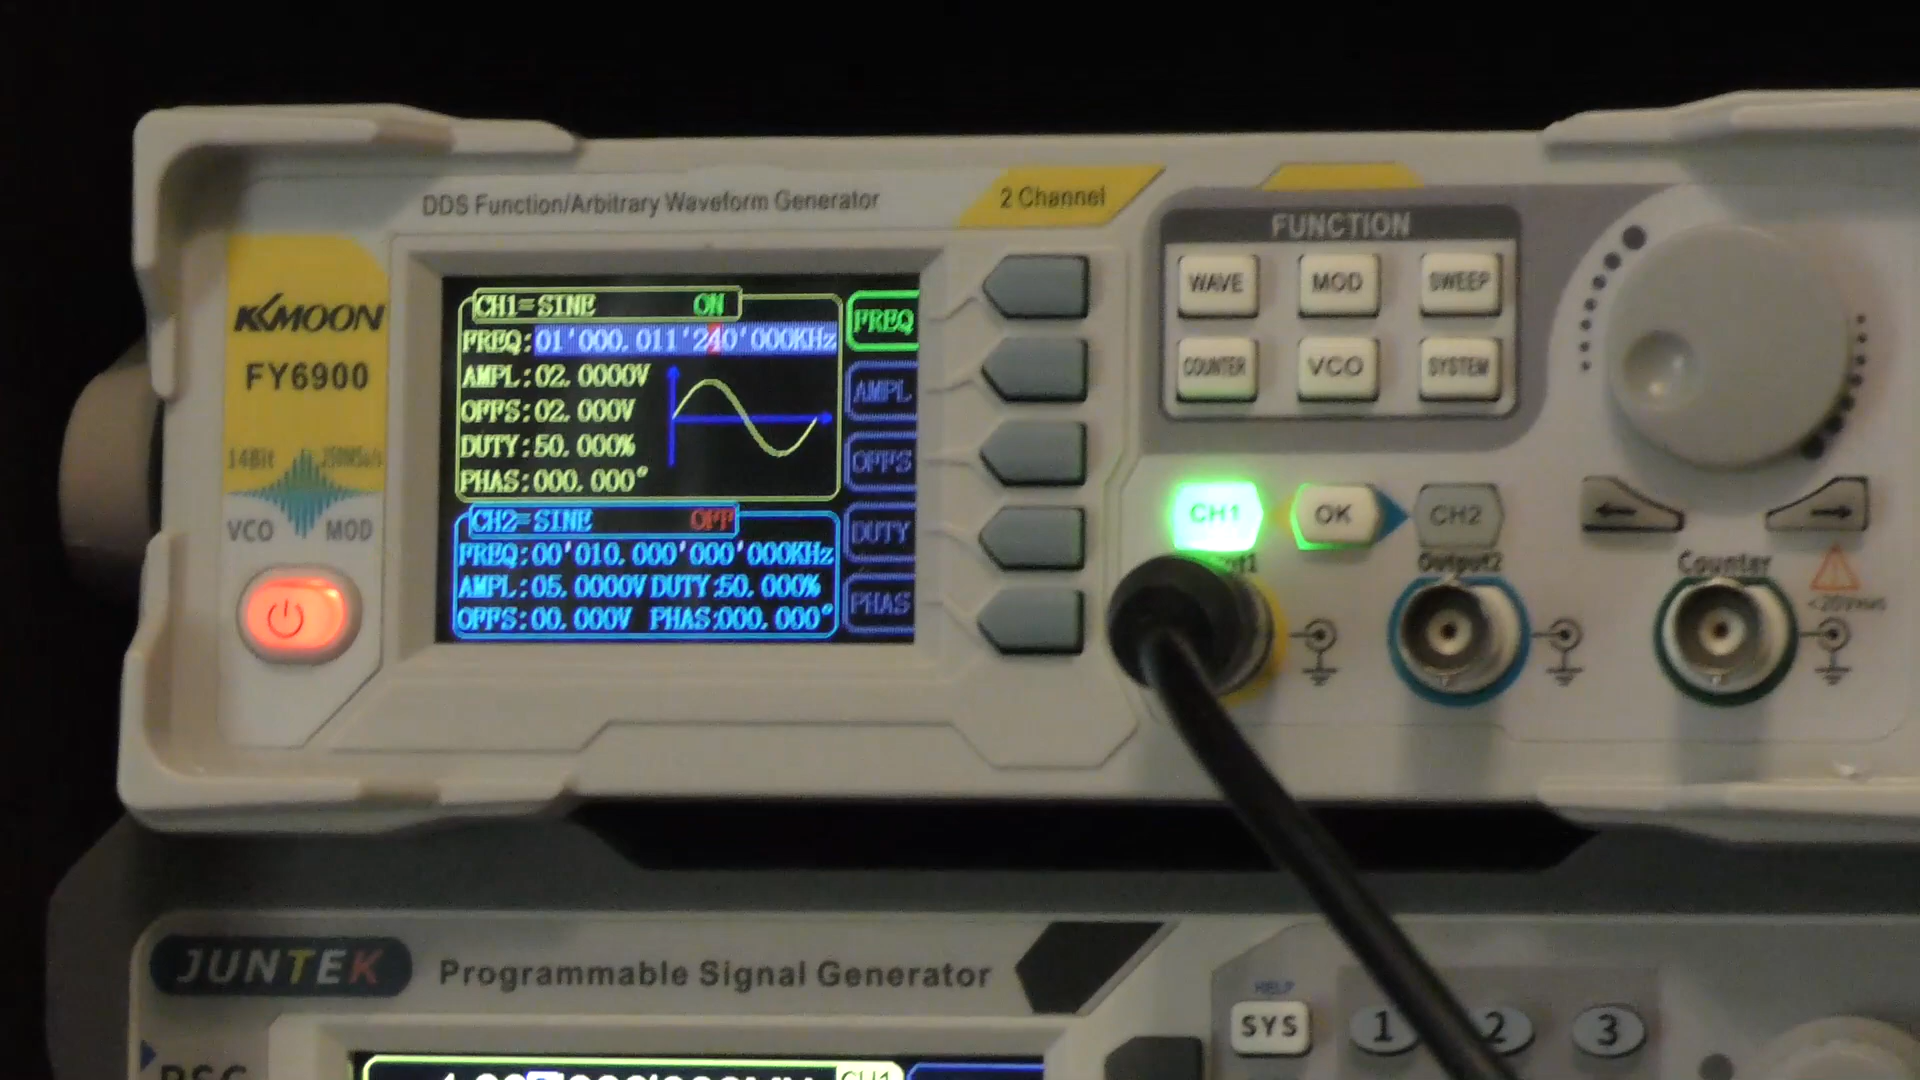 DDS Function/Arbitrary Waveform Generator
2 Channel
KKMOON
FY6900
14Bit 250MSa/s
VCO MOD
CH1=SINE ON
FREQ:01'000.011'240'000KHz
AMPL:02.0000V
OFFS:02.000V
DUTY:50.000%
PHAS:000.000°
CH2=SINE OFF
FREQ:00'010.000'000'000KHz
AMPL:05.0000V DUTY:50.000%
OFFS:00.000V PHAS:000.000°
FREQ
AMPL
OFFS
DUTY
PHAS
FUNCTION
WAVE MOD SWEEP
COUNTER VCO SYSTEM
CH1 OK CH2
Output2 Counter
JUNTEK
Programmable Signal Generator
HELP
SYS 1 2 3
CH1